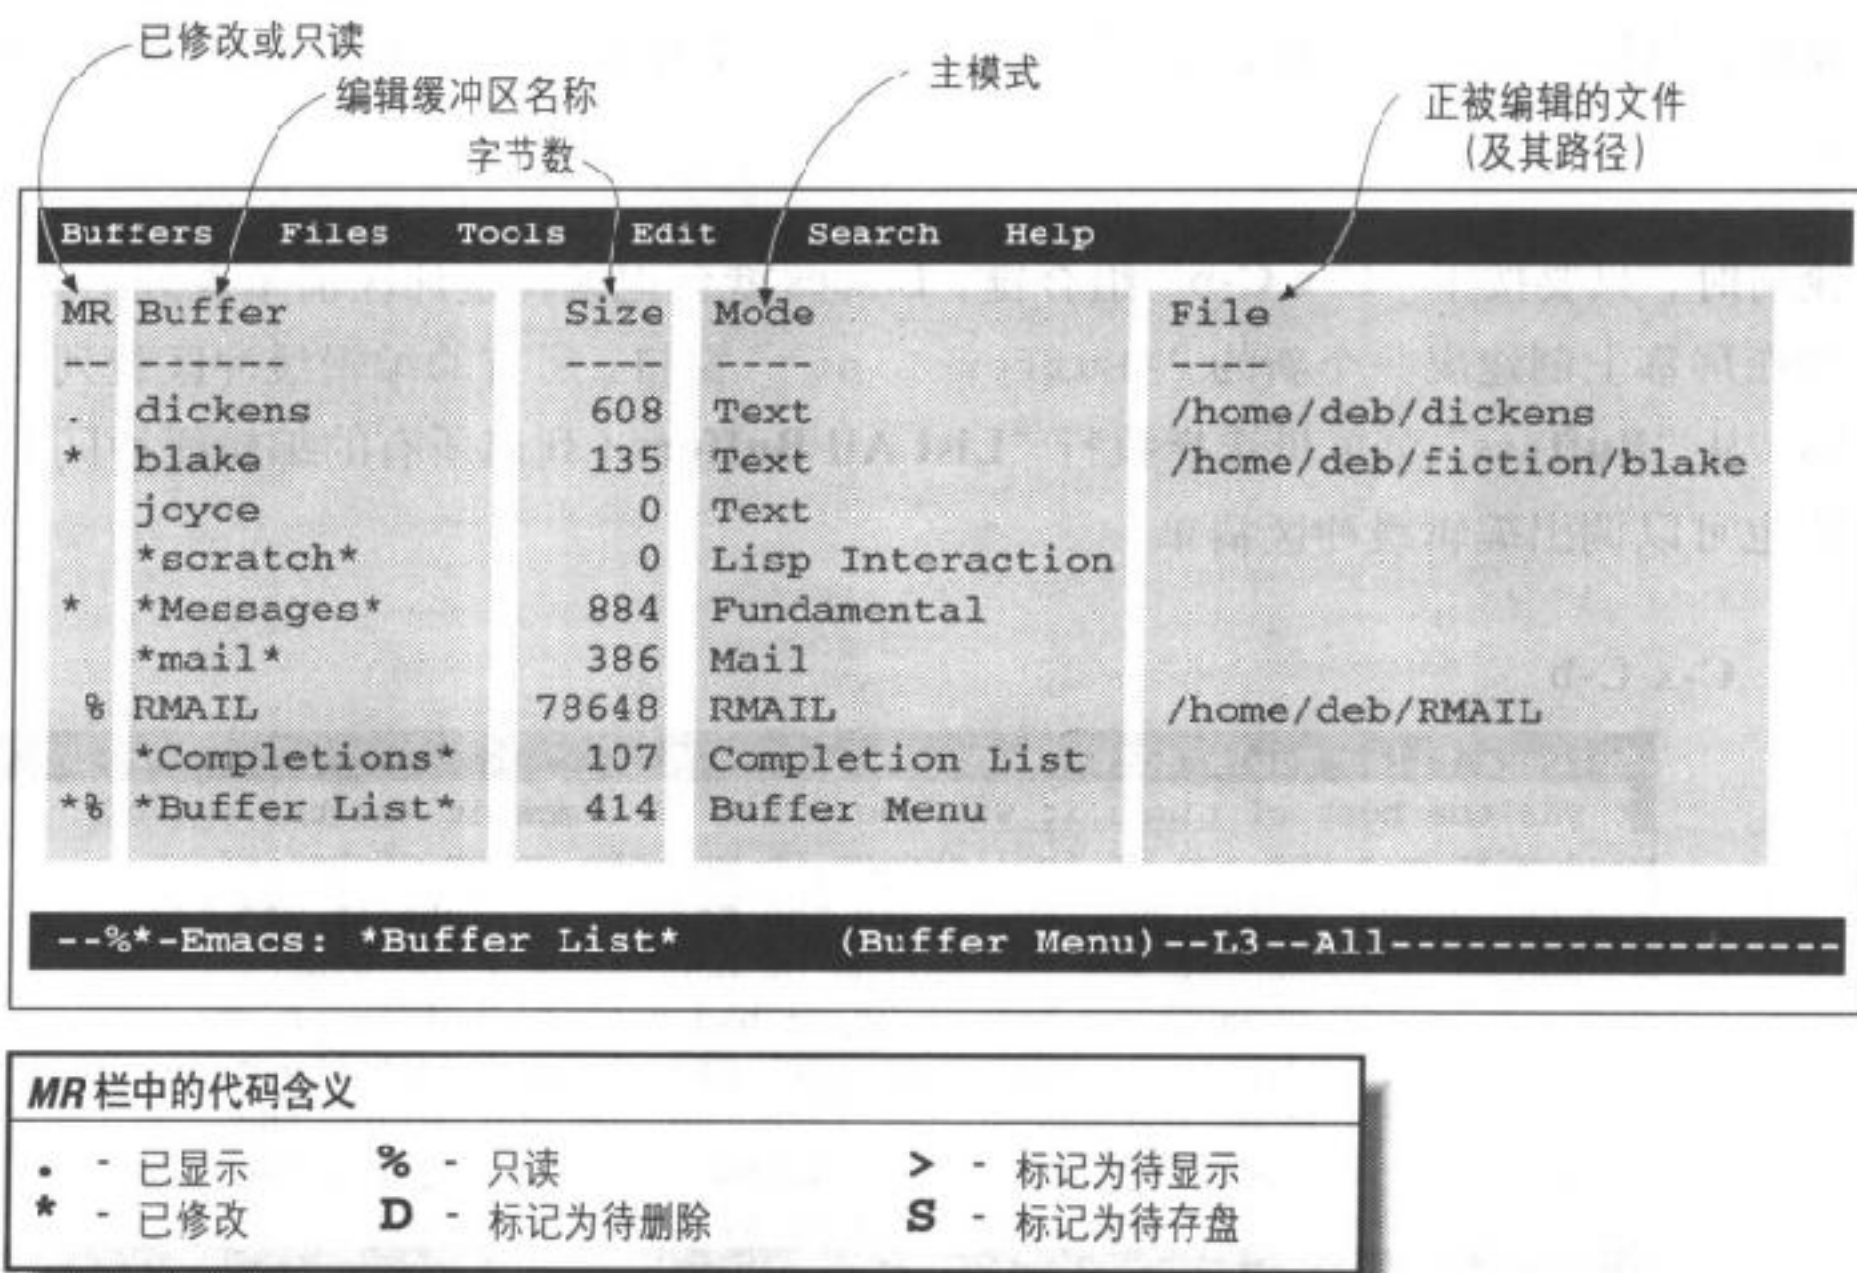 已修改或只读
编辑缓冲区名称
字节数
主模式
正被编辑的文件
(及其路径)
Buffers Files Tools Edit Search Help
MR Buffer Size Mode File
-- ------ ---- ---- ----
. dickens 608 Text /home/deb/dickens
* blake 135 Text /home/deb/fiction/blake
joyce 0 Text
*scratch* 0 Lisp Interaction
* *Messages* 884 Fundamental
*mail* 386 Mail
% RMAIL 78648 RMAIL /home/deb/RMAIL
*Completions* 107 Completion List
*% *Buffer List* 414 Buffer Menu
--%*-Emacs: *Buffer List* (Buffer Menu)--L3--All-------------------
MR 栏中的代码含义
. - 已显示 % - 只读 > - 标记为待显示
* - 已修改 D - 标记为待删除 S - 标记为待存盘